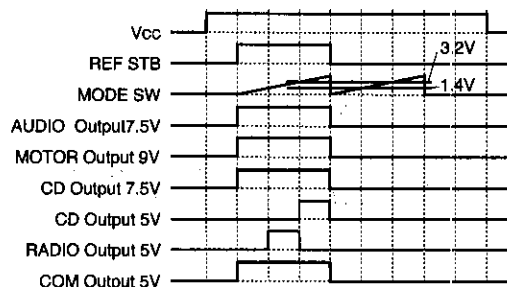 Vcc
REF STB
3.2V
MODE SW
1.4V
AUDIO Output7.5V
MOTOR Output 9V
CD Output 7.5V
CD Output 5V
RADIO Output 5V
COM Output 5V